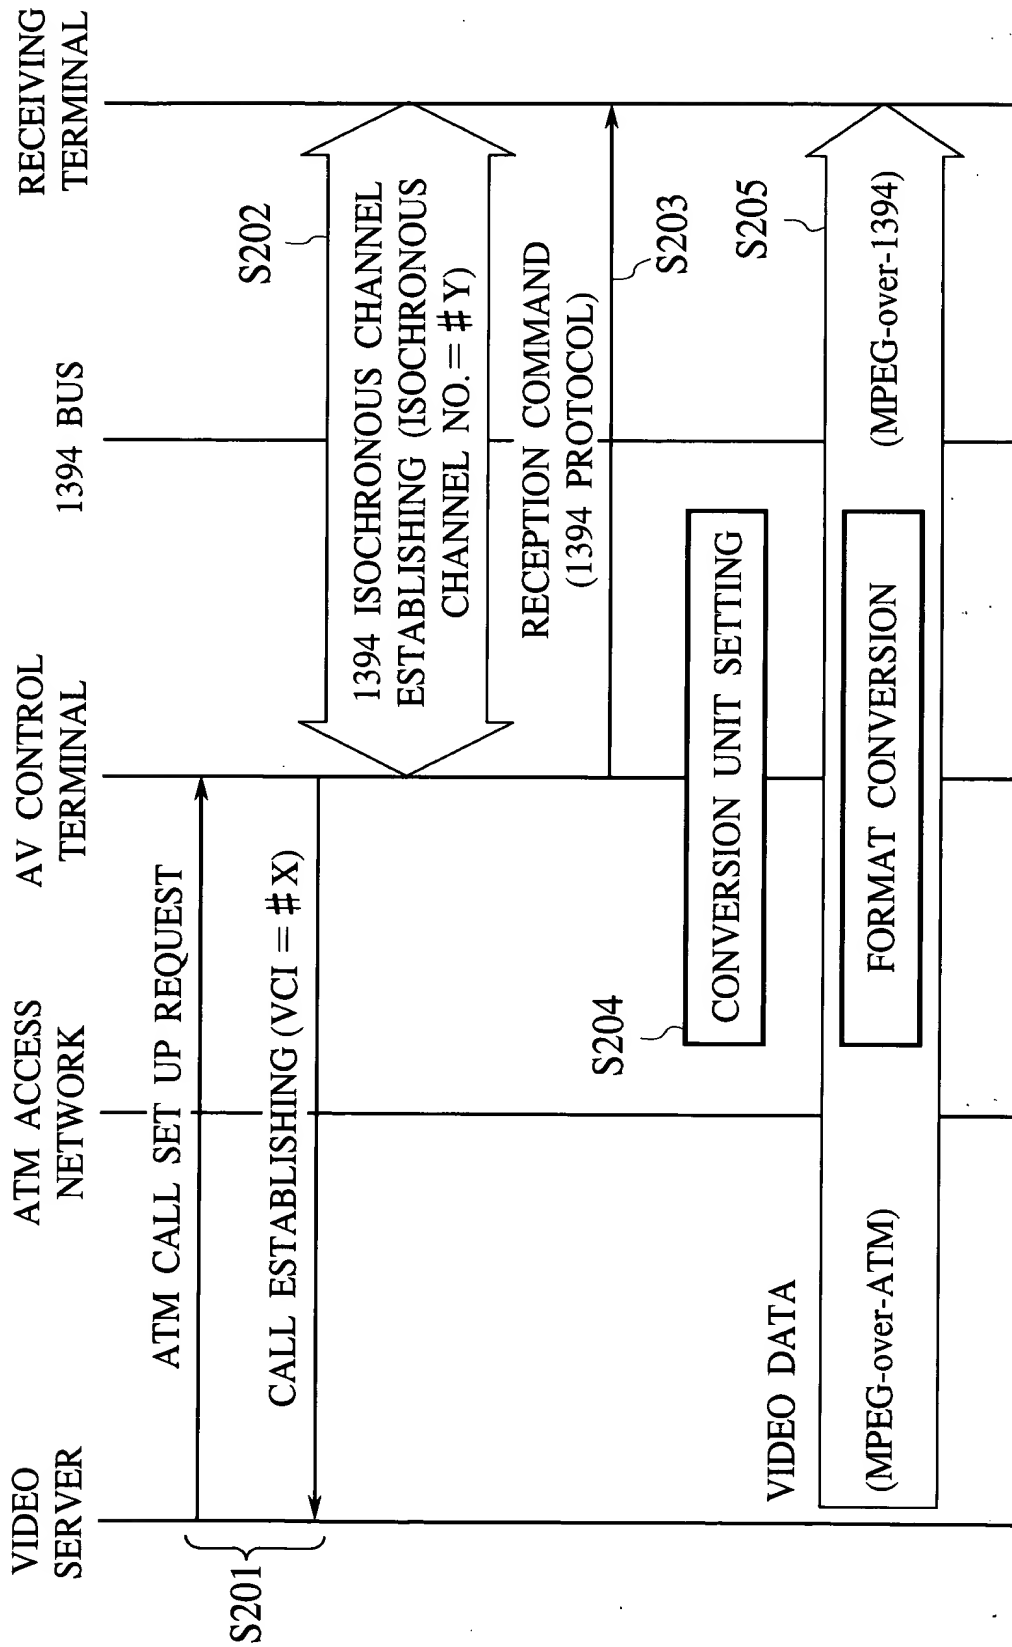 VIDEO
SERVER
ATM ACCESS
NETWORK
AV CONTROL
TERMINAL
1394 BUS
RECEIVING
TERMINAL
S201
ATM CALL SET UP REQUEST
CALL ESTABLISHING (VCI = #X)
S202
1394 ISOCHRONOUS CHANNEL
ESTABLISHING (ISOCHRONOUS
CHANNEL NO. = #Y)
RECEPTION COMMAND
(1394 PROTOCOL)
S203
S204
CONVERSION UNIT SETTING
VIDEO DATA
S205
(MPEG-over-ATM)
FORMAT CONVERSION
(MPEG-over-1394)